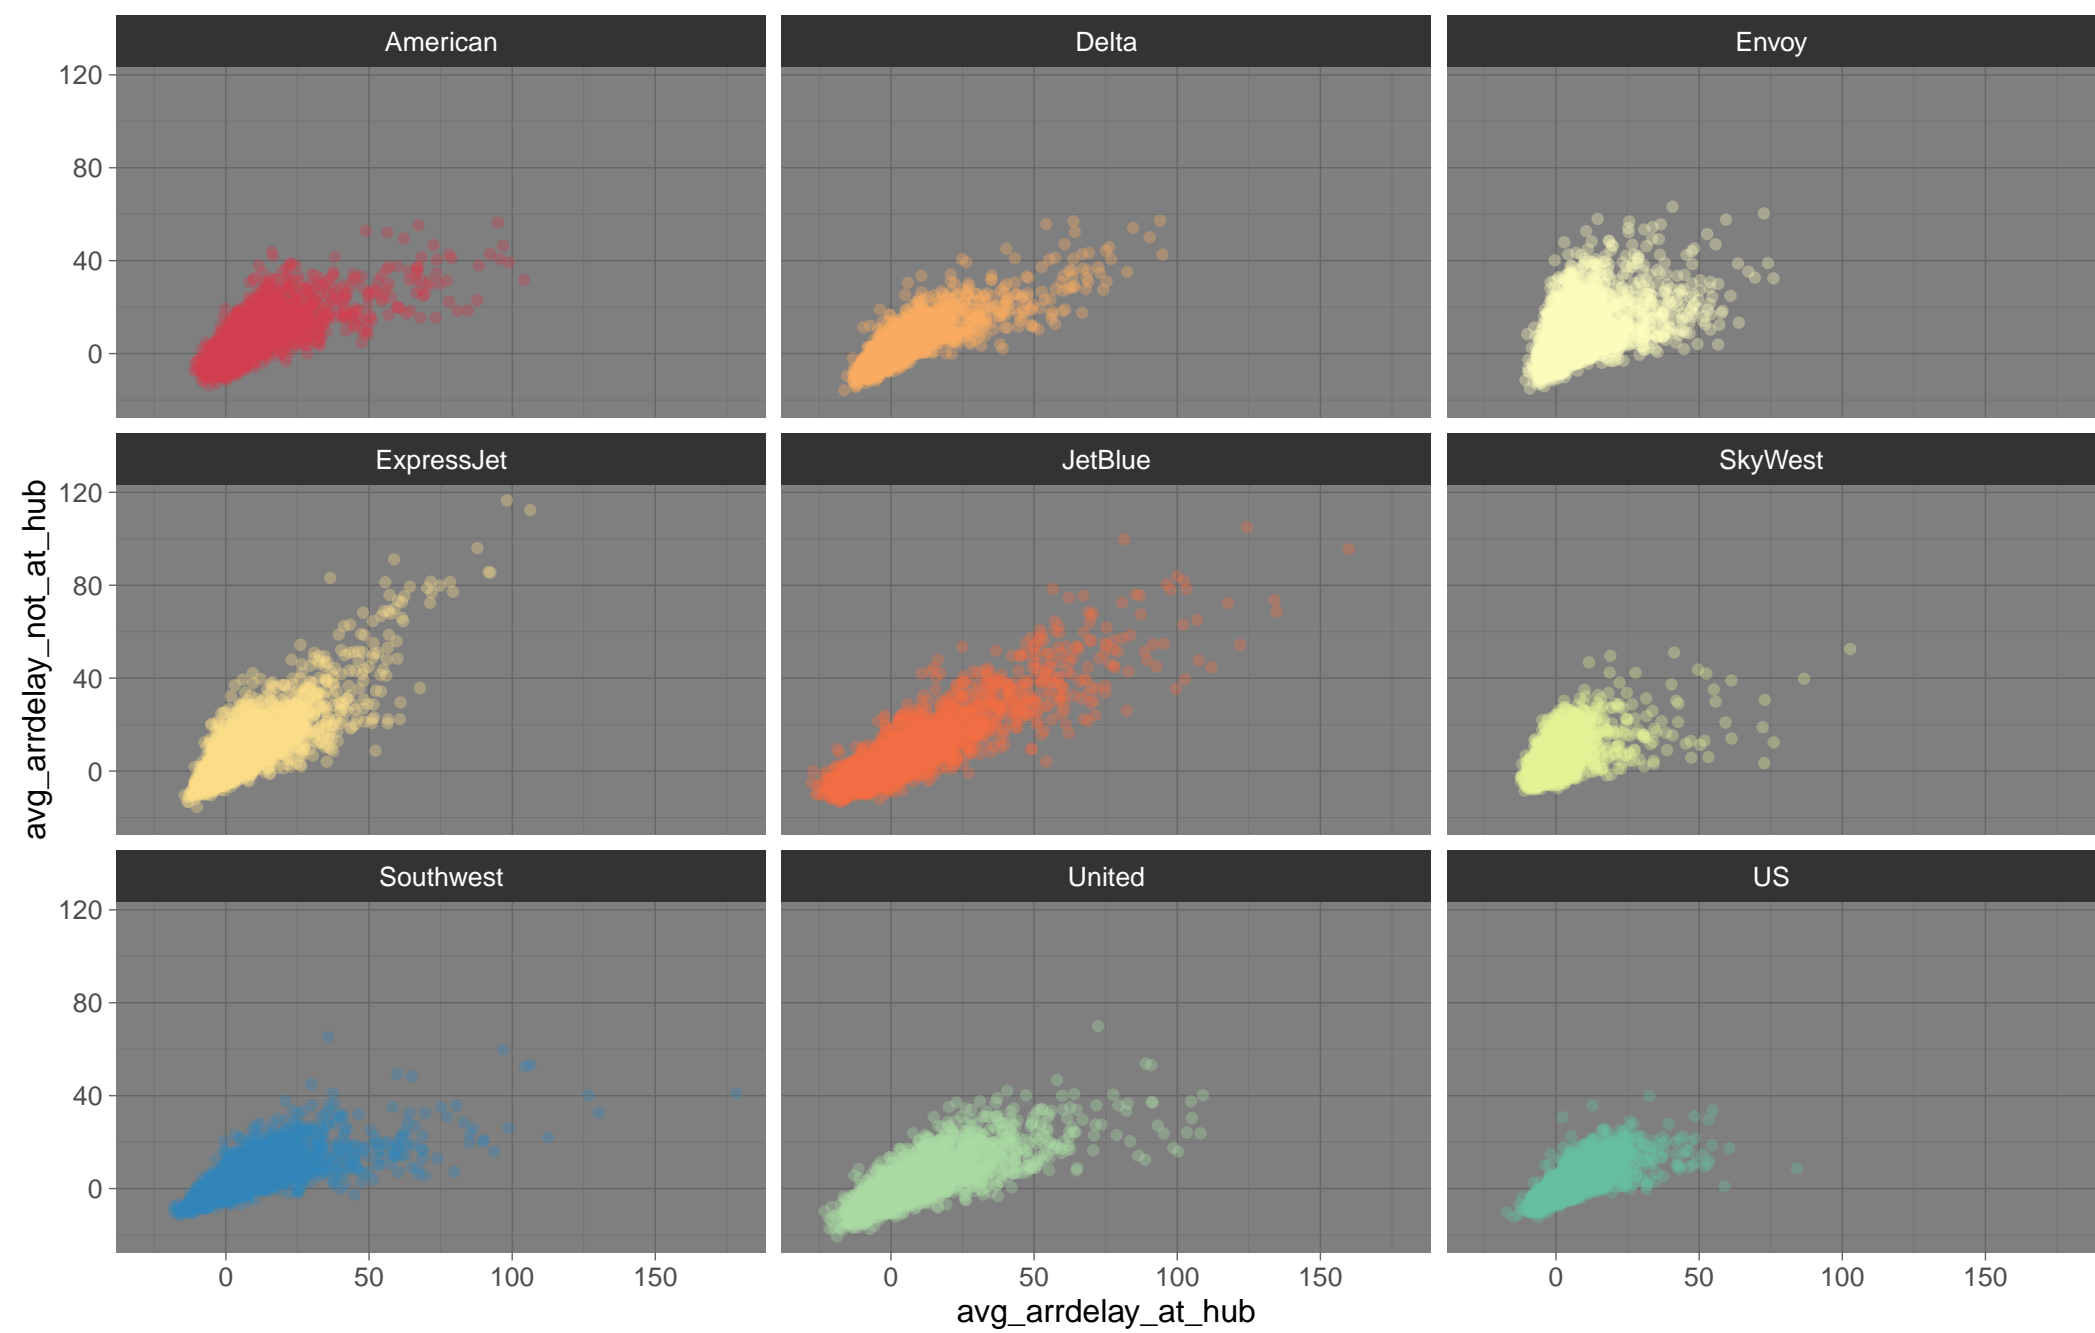 American
Delta
Envoy
120
80
40
0
ExpressJet
JetBlue
SkyWest
120
80
40
0
avg_arrdelay_not_at_hub
Southwest
United
US
120
80
40
0
0 50 100 150
0 50 100 150
0 50 100 150
avg_arrdelay_at_hub